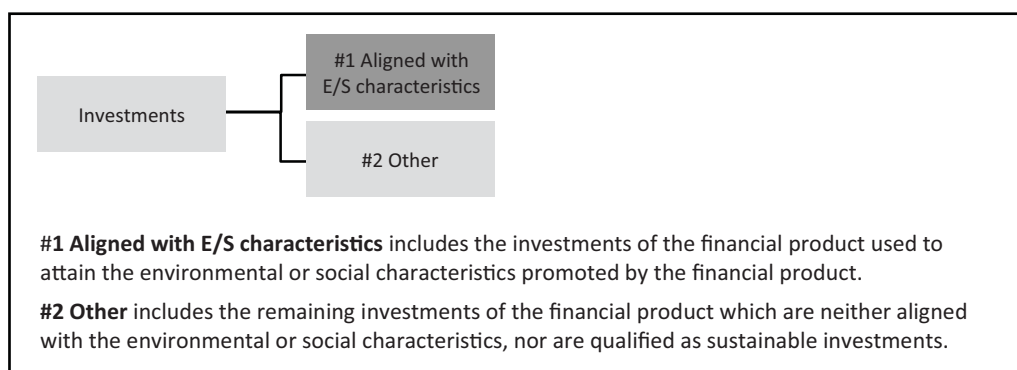 #1 Aligned with
E/S characteristics
Investments
#2 Other
#1 Aligned with E/S characteristics includes the investments of the financial product used to
attain the environmental or social characteristics promoted by the financial product.
#2 Other includes the remaining investments of the financial product which are neither aligned
with the environmental or social characteristics, nor are qualified as sustainable investments.